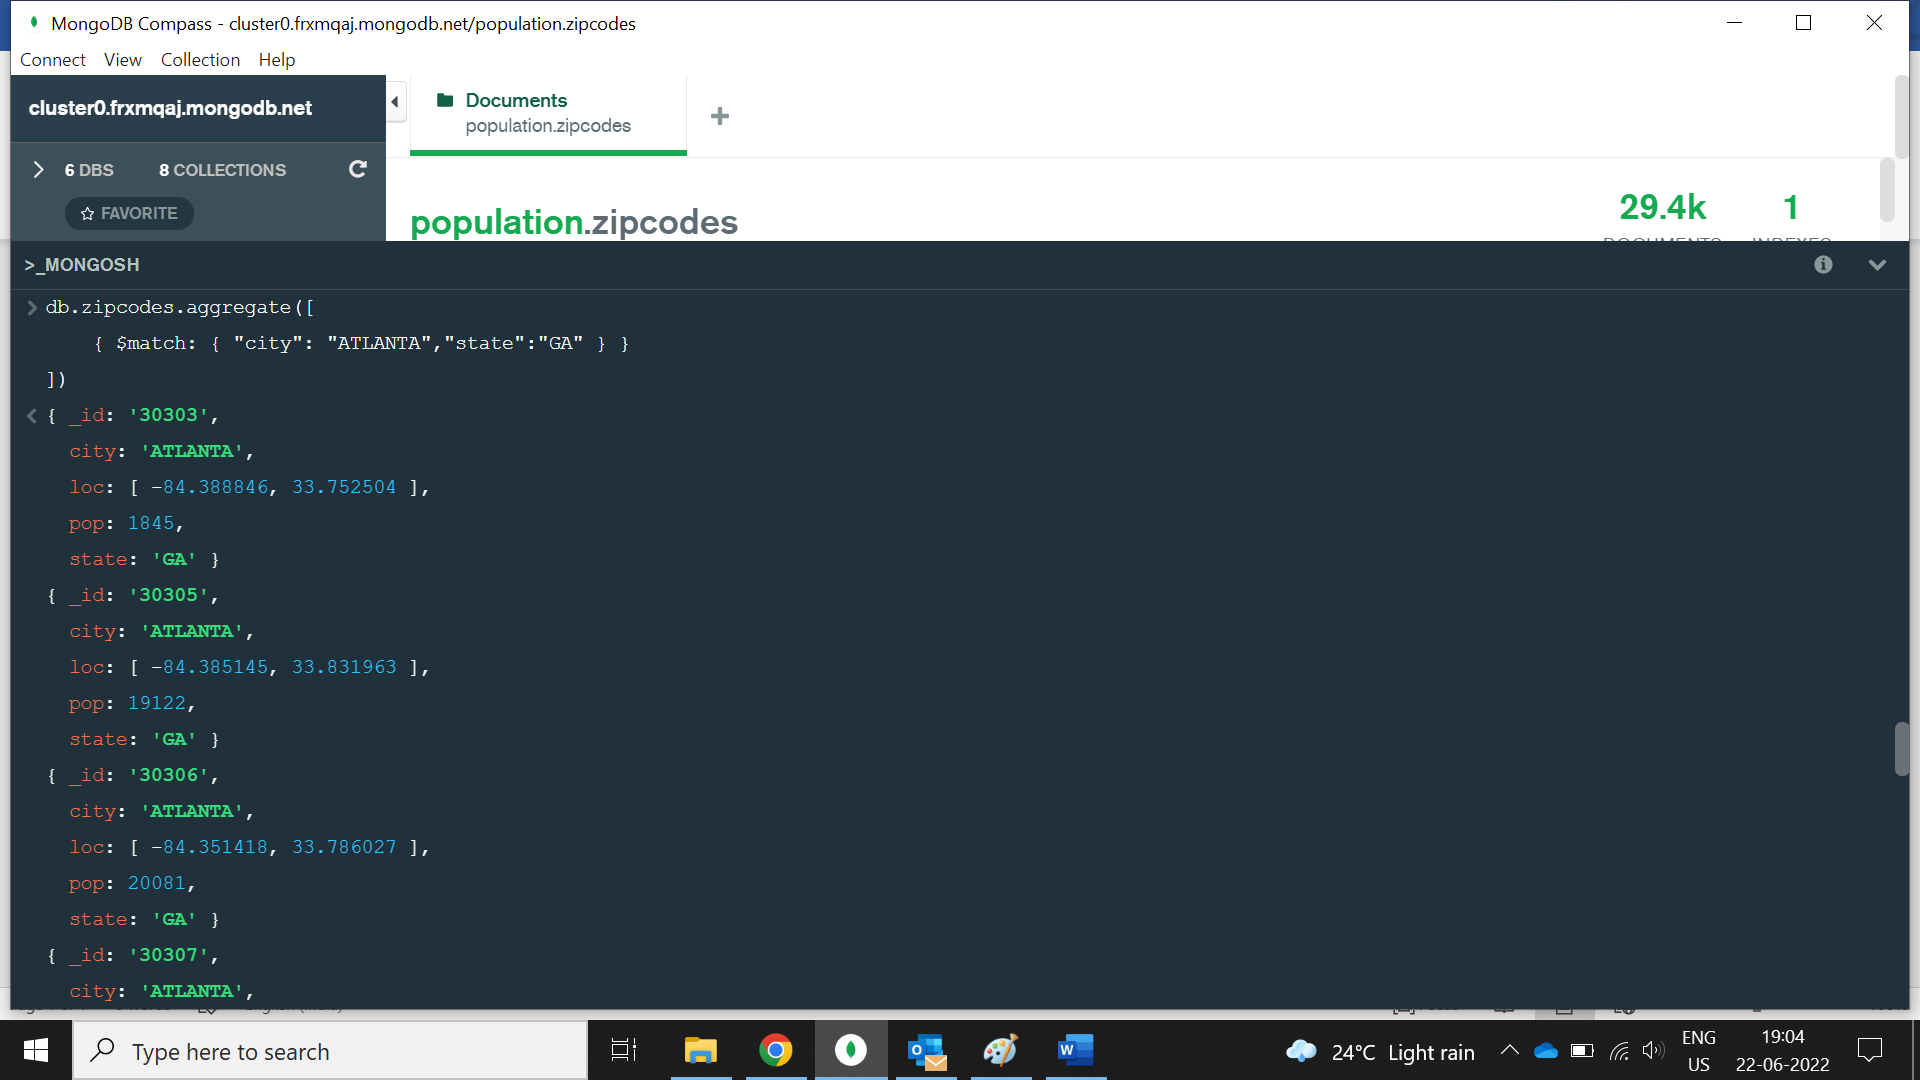 MongoDB Compass - cluster0.frxmqaj.mongodb.net/population.zipcodes
Connect View Collection Help
cluster0.frxmqaj.mongodb.net
Documents
population.zipcodes
6 DBS 8 COLLECTIONS
FAVORITE
population.zipcodes
29.4k 1
DOCUMENTS INDEXES
>_MONGOSH
db.zipcodes.aggregate([
{ $match: { "city": "ATLANTA","state":"GA" } }
])
{ _id: '30303',
city: 'ATLANTA',
loc: [ -84.388846, 33.752504 ],
pop: 1845,
state: 'GA' }
{ _id: '30305',
city: 'ATLANTA',
loc: [ -84.385145, 33.831963 ],
pop: 19122,
state: 'GA' }
{ _id: '30306',
city: 'ATLANTA',
loc: [ -84.351418, 33.786027 ],
pop: 20081,
state: 'GA' }
{ _id: '30307',
city: 'ATLANTA',
Type here to search
24°C Light rain
ENG
US
19:04
22-06-2022